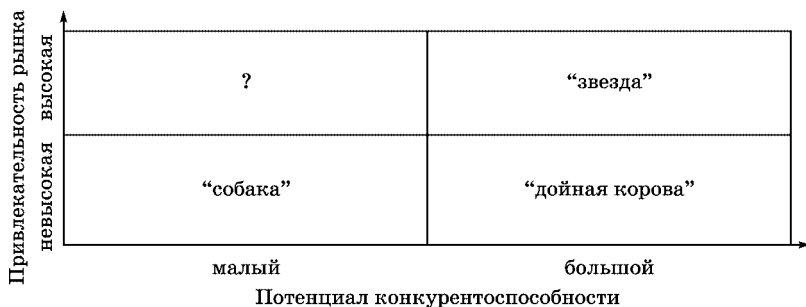 Привлекательность рынка
высокая
невысокая
?
“звезда”
“собака”
“дойная корова”
малый
большой
Потенциал конкурентоспособности